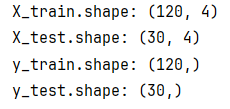 X_train.shape: (120, 4)
X_test.shape: (30, 4)
y_train.shape: (120,)
y_test.shape: (30,)